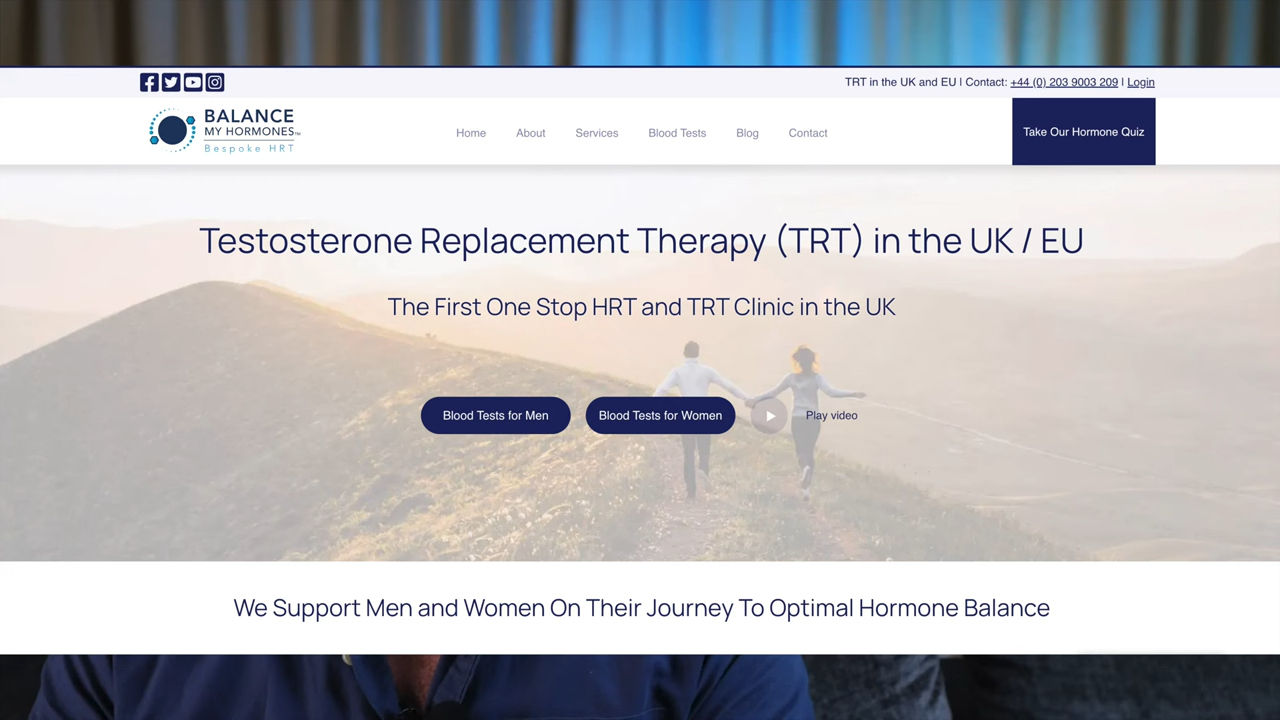 TRT in the UK and EU | Contact: +44 (0) 203 9003 209 | Login
BALANCE
MY HORMONES™
Bespoke HRT
Home About Services Blood Tests Blog Contact
Take Our Hormone Quiz
Testosterone Replacement Therapy (TRT) in the UK / EU
The First One Stop HRT and TRT Clinic in the UK
Blood Tests for Men
Blood Tests for Women
Play video
We Support Men and Women On Their Journey To Optimal Hormone Balance